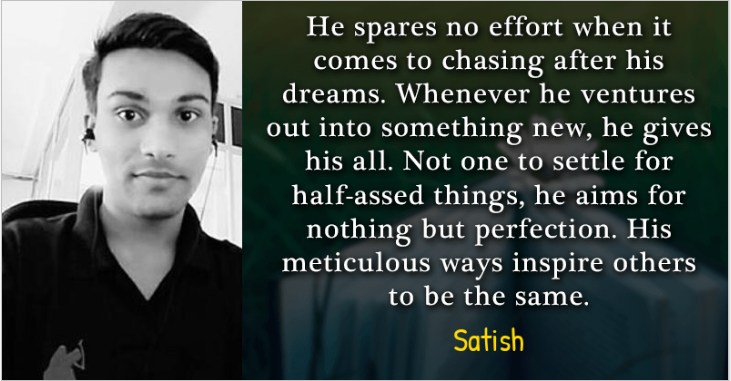 He spares no effort when it
comes to chasing after his
dreams. Whenever he ventures
out into something new, he gives
his all. Not one to settle for
half-assed things, he aims for
nothing but perfection. His
meticulous ways inspire others
to be the same.
Satish